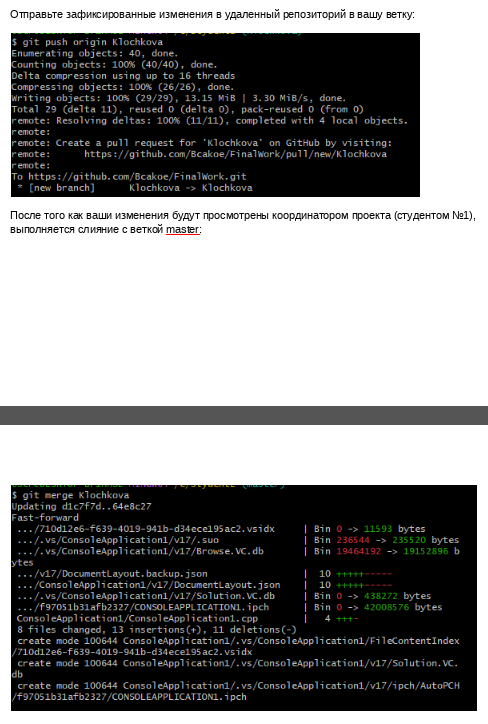 Отправьте зафиксированные изменения в удаленный репозиторий в вашу ветку:
$ git push origin Klochkova
Enumerating objects: 40, done.
Counting objects: 100% (40/40), done.
Delta compression using up to 16 threads
Compressing objects: 100% (26/26), done.
Writing objects: 100% (29/29), 13.15 MiB | 3.30 MiB/s, done.
Total 29 (delta 11), reused 0 (delta 0), pack-reused 0 (from 0)
remote: Resolving deltas: 100% (11/11), completed with 4 local objects.
remote:
remote: Create a pull request for 'Klochkova' on GitHub by visiting:
remote:      https://github.com/Bcakoe/FinalWork/pull/new/Klochkova
remote:
To https://github.com/Bcakoe/FinalWork.git
 * [new branch]      Klochkova -> Klochkova
После того как ваши изменения будут просмотрены координатором проекта (студентом №1),
выполняется слияние с веткой master:
$ git merge Klochkova
Updating d1c7f7d..64e8c27
Fast-forward
 .../710d12e6-f639-4019-941b-d34ece195ac2.vsidx     | Bin 0 -> 11593 bytes
 .../.vs/ConsoleApplication1/v17/.suo               | Bin 236544 -> 235520 bytes
 .../.vs/ConsoleApplication1/v17/Browse.VC.db       | Bin 19464192 -> 19152896 b
ytes
 .../v17/DocumentLayout.backup.json                 |  10 +++++-----
 .../ConsoleApplication1/v17/DocumentLayout.json    |  10 +++++-----
 .../.vs/ConsoleApplication1/v17/Solution.VC.db     | Bin 0 -> 438272 bytes
 .../f97051b31afb2327/CONSOLEAPPLICATION1.ipch      | Bin 0 -> 42008576 bytes
 ConsoleApplication1/ConsoleApplication1.cpp        |   4 +++-
 8 files changed, 13 insertions(+), 11 deletions(-)
 create mode 100644 ConsoleApplication1/.vs/ConsoleApplication1/FileContentIndex
/710d12e6-f639-4019-941b-d34ece195ac2.vsidx
 create mode 100644 ConsoleApplication1/.vs/ConsoleApplication1/v17/Solution.VC.
db
 create mode 100644 ConsoleApplication1/.vs/ConsoleApplication1/v17/ipch/AutoPCH
/f97051b31afb2327/CONSOLEAPPLICATION1.ipch